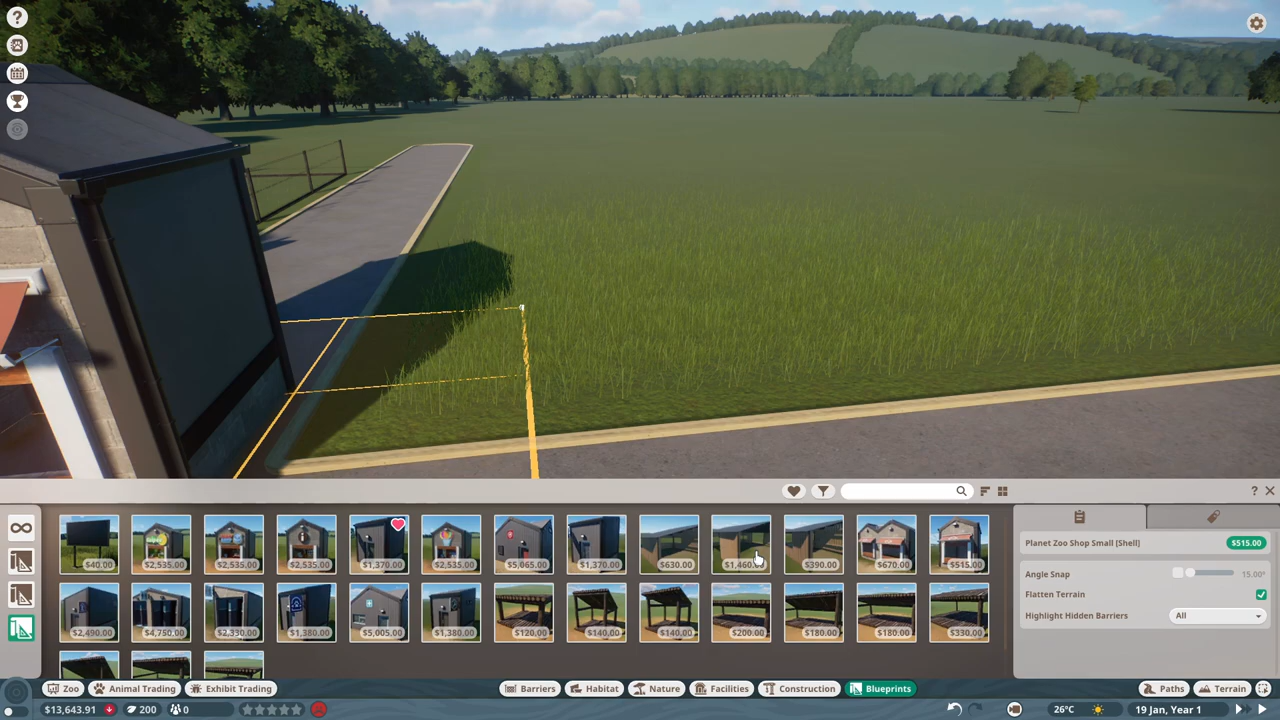 ?
$40.00 $2,535.00 $2,535.00 $2,535.00 $1,370.00 $2,535.00 $5,065.00 $1,370.00 $630.00 $1,460.00 $390.00 $670.00 $515.00
$2,490.00 $4,750.00 $2,330.00 $1,380.00 $5,005.00 $1,380.00 $120.00 $140.00 $140.00 $200.00 $180.00 $180.00 $330.00
?
Planet Zoo Shop Small [Shell] $515.00
Angle Snap 15.00°
Flatten Terrain
Highlight Hidden Barriers All
Zoo Animal Trading Exhibit Trading Barriers Habitat Nature Facilities Construction Blueprints Paths Terrain
$13,643.91 200 0 26°C 19 Jan, Year 1